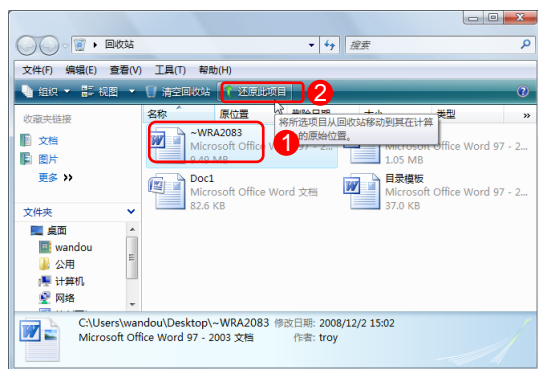 回收站
搜索
文件(F) 编辑(E) 查看(V) 工具(T) 帮助(H)
组织 视图 清空回收站 还原此项目 2
收藏夹链接
名称 原位置 删除日期 大小 类型 »
将所选项目从回收站移动到其在计算
的原始位置。
文档
图片
更多 »
~WRA2083
Microsoft Office Word 97 - 2...
9.49 MB
1
Microsoft Office Word 97 - 2...
1.05 MB
Doc1
Microsoft Office Word 文档
82.6 KB
目录模板
Microsoft Office Word 97 - 2...
37.0 KB
文件夹
桌面
wandou
公用
计算机
网络
C:\Users\wandou\Desktop\~WRA2083 修改日期: 2008/12/2 15:02
Microsoft Office Word 97 - 2003 文档 作者: troy